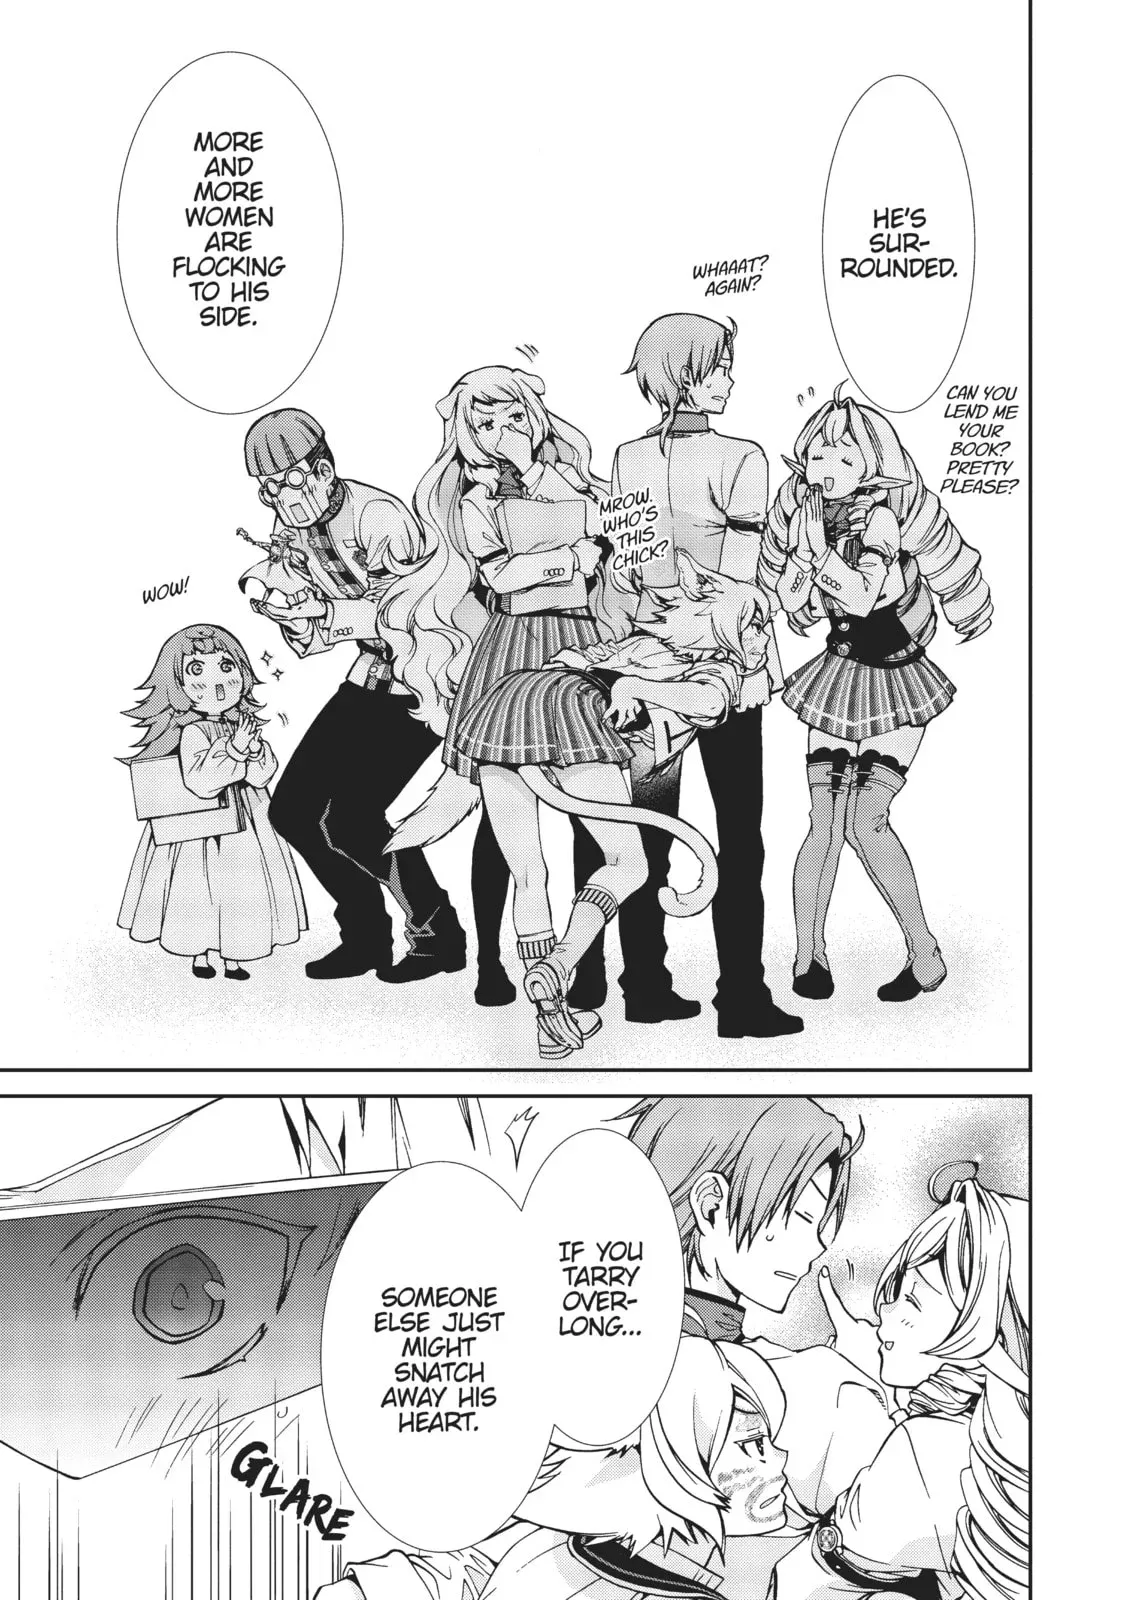 HE'S
SUR-
ROUNDED.
CAN YOU
LEND ME
YOUR
BOOK?
PRETTY
PLEASE?
WHAAAT?
AGAIN?
MROW.
WHO'S
THIS
CHICK?
MORE
AND
MORE
WOMEN
ARE
FLOCKING
TO HIS
SIDE.
WOW!
IF YOU
TARRY
OVER-
LONG...
SOMEONE
ELSE JUST
MIGHT
SNATCH
AWAY HIS
HEART.
GLARE